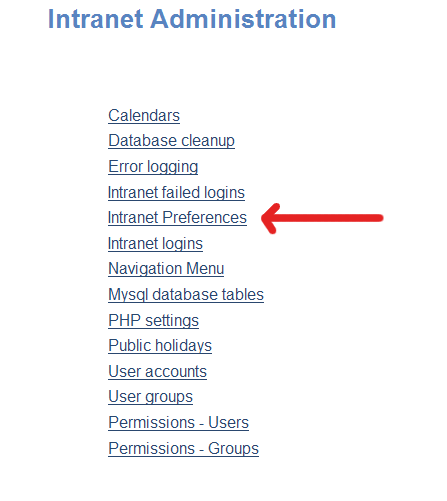 Intranet Administration
Calendars
Database cleanup
Error logging
Intranet failed logins
Intranet Preferences
Intranet logins
Navigation Menu
Mysql database tables
PHP settings
Public holidays
User accounts
User groups
Permissions - Users
Permissions - Groups